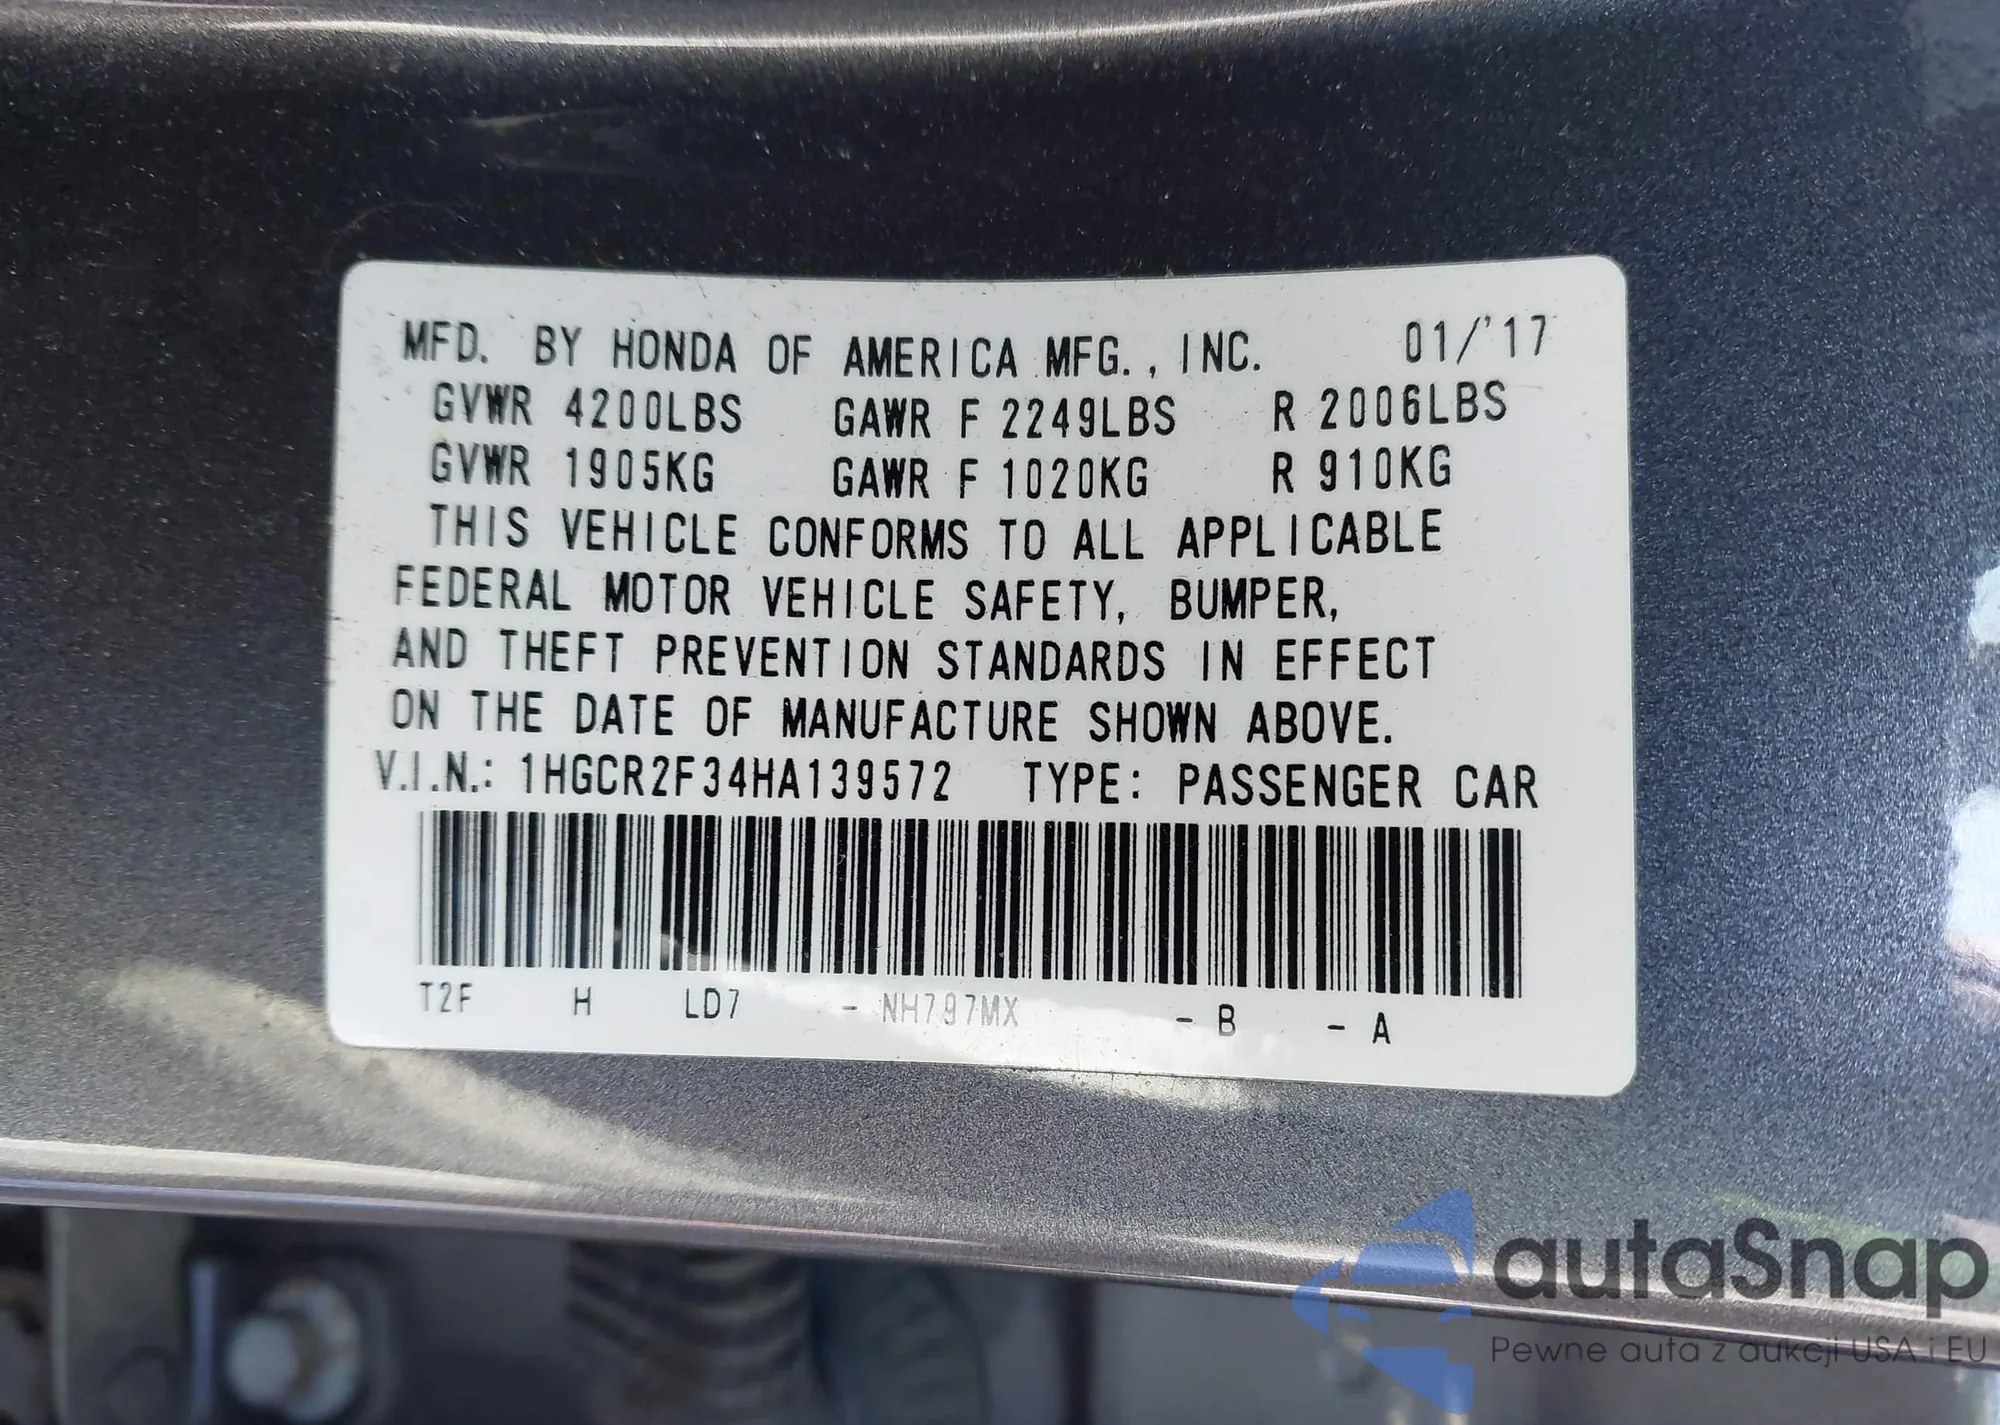 MFD. BY HONDA OF AMERICA MFG., INC. 01/'17
GVWR 4200LBS GAWR F 2249LBS R 2006LBS
GVWR 1905KG GAWR F 1020KG R 910KG
THIS VEHICLE CONFORMS TO ALL APPLICABLE
FEDERAL MOTOR VEHICLE SAFETY, BUMPER,
AND THEFT PREVENTION STANDARDS IN EFFECT
ON THE DATE OF MANUFACTURE SHOWN ABOVE.
V.I.N.: 1HGCR2F34HA139572 TYPE: PASSENGER CAR
T2F H LD7 - NH797MX - B - A
autaSnap
Pewne auta z aukcji USA i EU